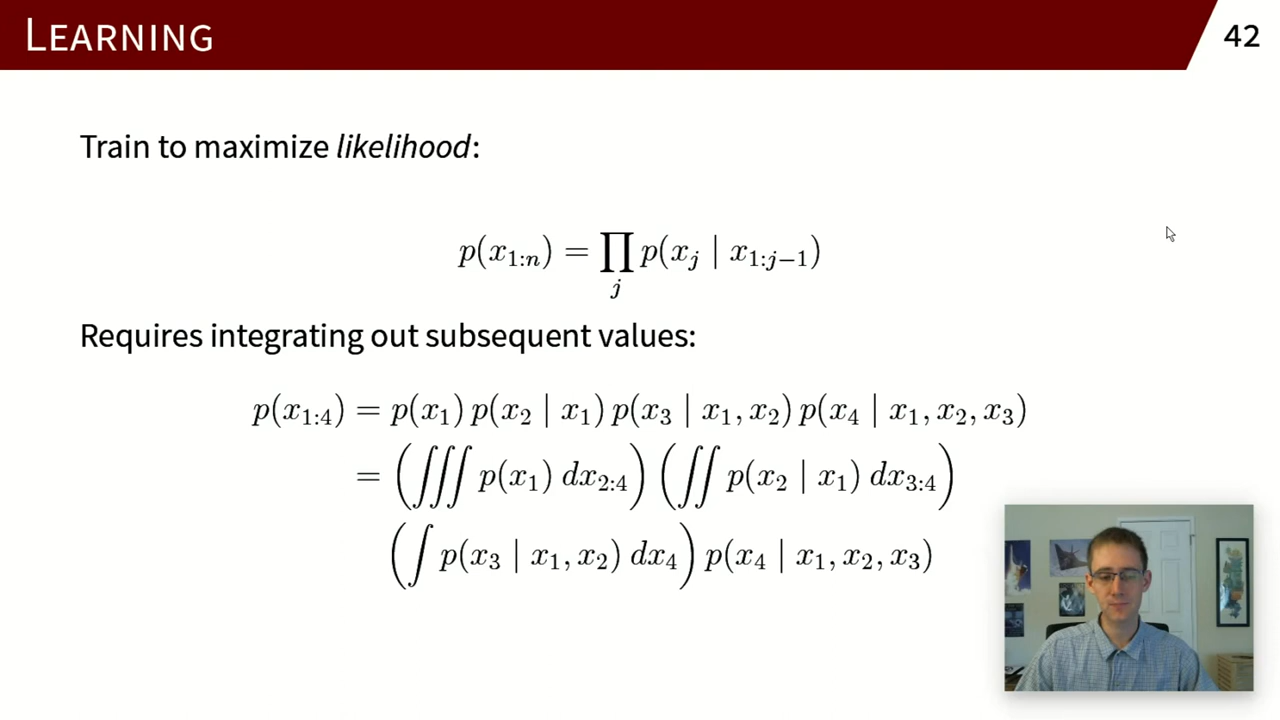 LEARNING
42
Train to maximize likelihood:
p(x_{1:n}) = ∏_j p(x_j | x_{1:j−1})
Requires integrating out subsequent values:
p(x_{1:4}) = p(x_1) p(x_2 | x_1) p(x_3 | x_1, x_2) p(x_4 | x_1, x_2, x_3)
= (∭ p(x_1) dx_{2:4}) (∬ p(x_2 | x_1) dx_{3:4})
(∫ p(x_3 | x_1, x_2) dx_4) p(x_4 | x_1, x_2, x_3)